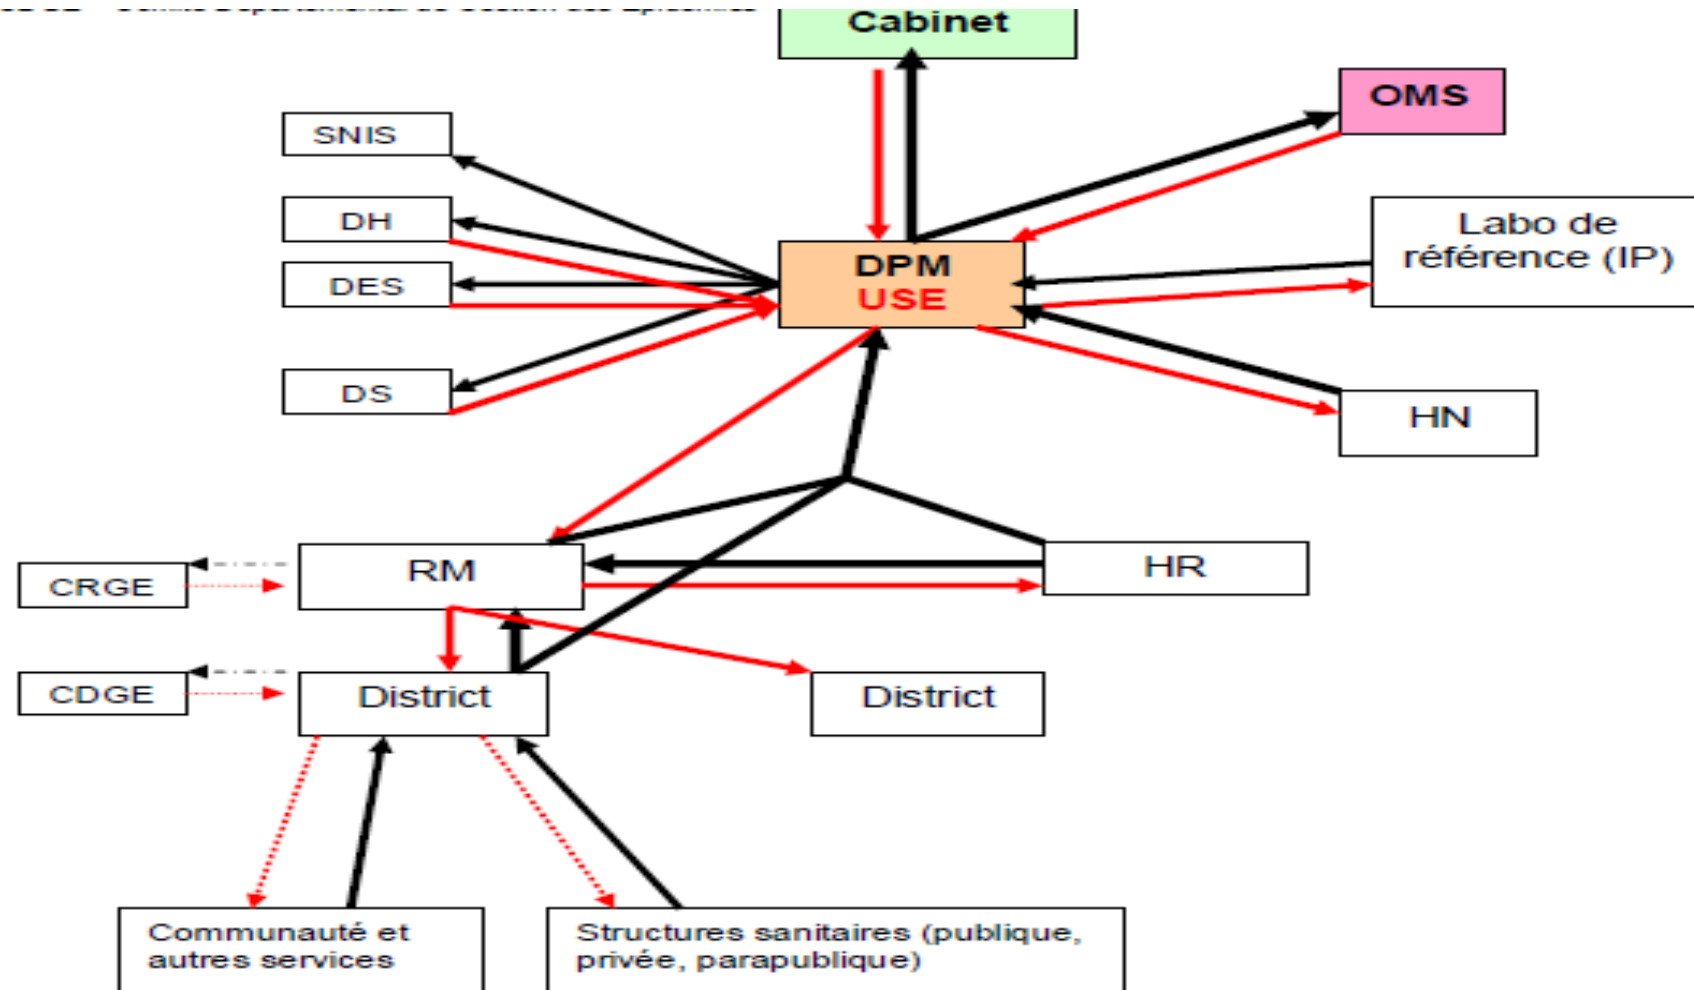 Cabinet
OMS
SNIS
DH
DES
DS
DPM
USE
Labo de
référence (IP)
HN
RM
HR
CRGE
CDGE
District
District
Communauté et
autres services
Structures sanitaires (publique,
privée, parapublique)